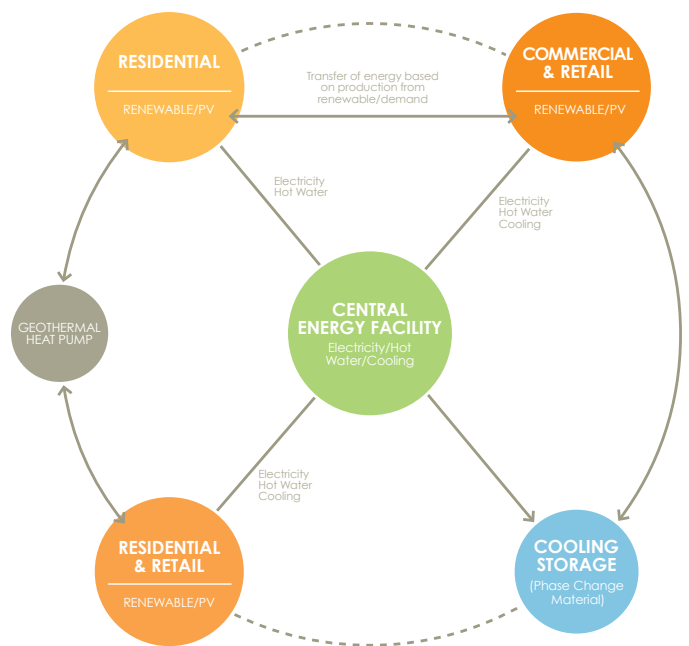 RESIDENTIAL
RENEWABLE/PV
COMMERCIAL
& RETAIL
RENEWABLE/PV
Transfer of energy based
on production from
renewable/demand
Electricity
Hot Water
Electricity
Hot Water
Cooling
GEOTHERMAL
HEAT PUMP
CENTRAL
ENERGY FACILITY
Electricity/Hot
Water/Cooling
Electricity
Hot Water
Cooling
RESIDENTIAL
& RETAIL
RENEWABLE/PV
COOLING
STORAGE
(Phase Change
Material)